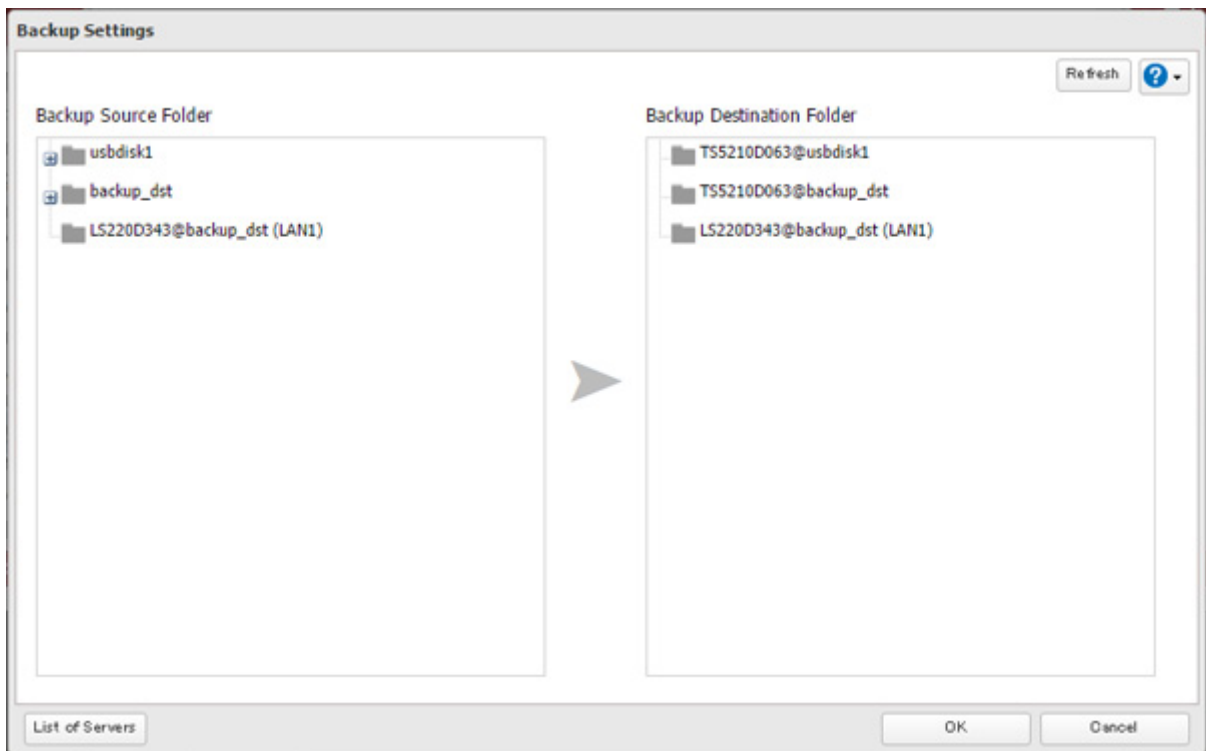 Backup Settings
Refresh
?
Backup Source Folder
usbdisk1
backup_dst
LS220D343@backup_dst (LAN1)
Backup Destination Folder
TS5210D063@usbdisk1
TS5210D063@backup_dst
LS220D343@backup_dst (LAN1)
List of Servers
OK
Cancel